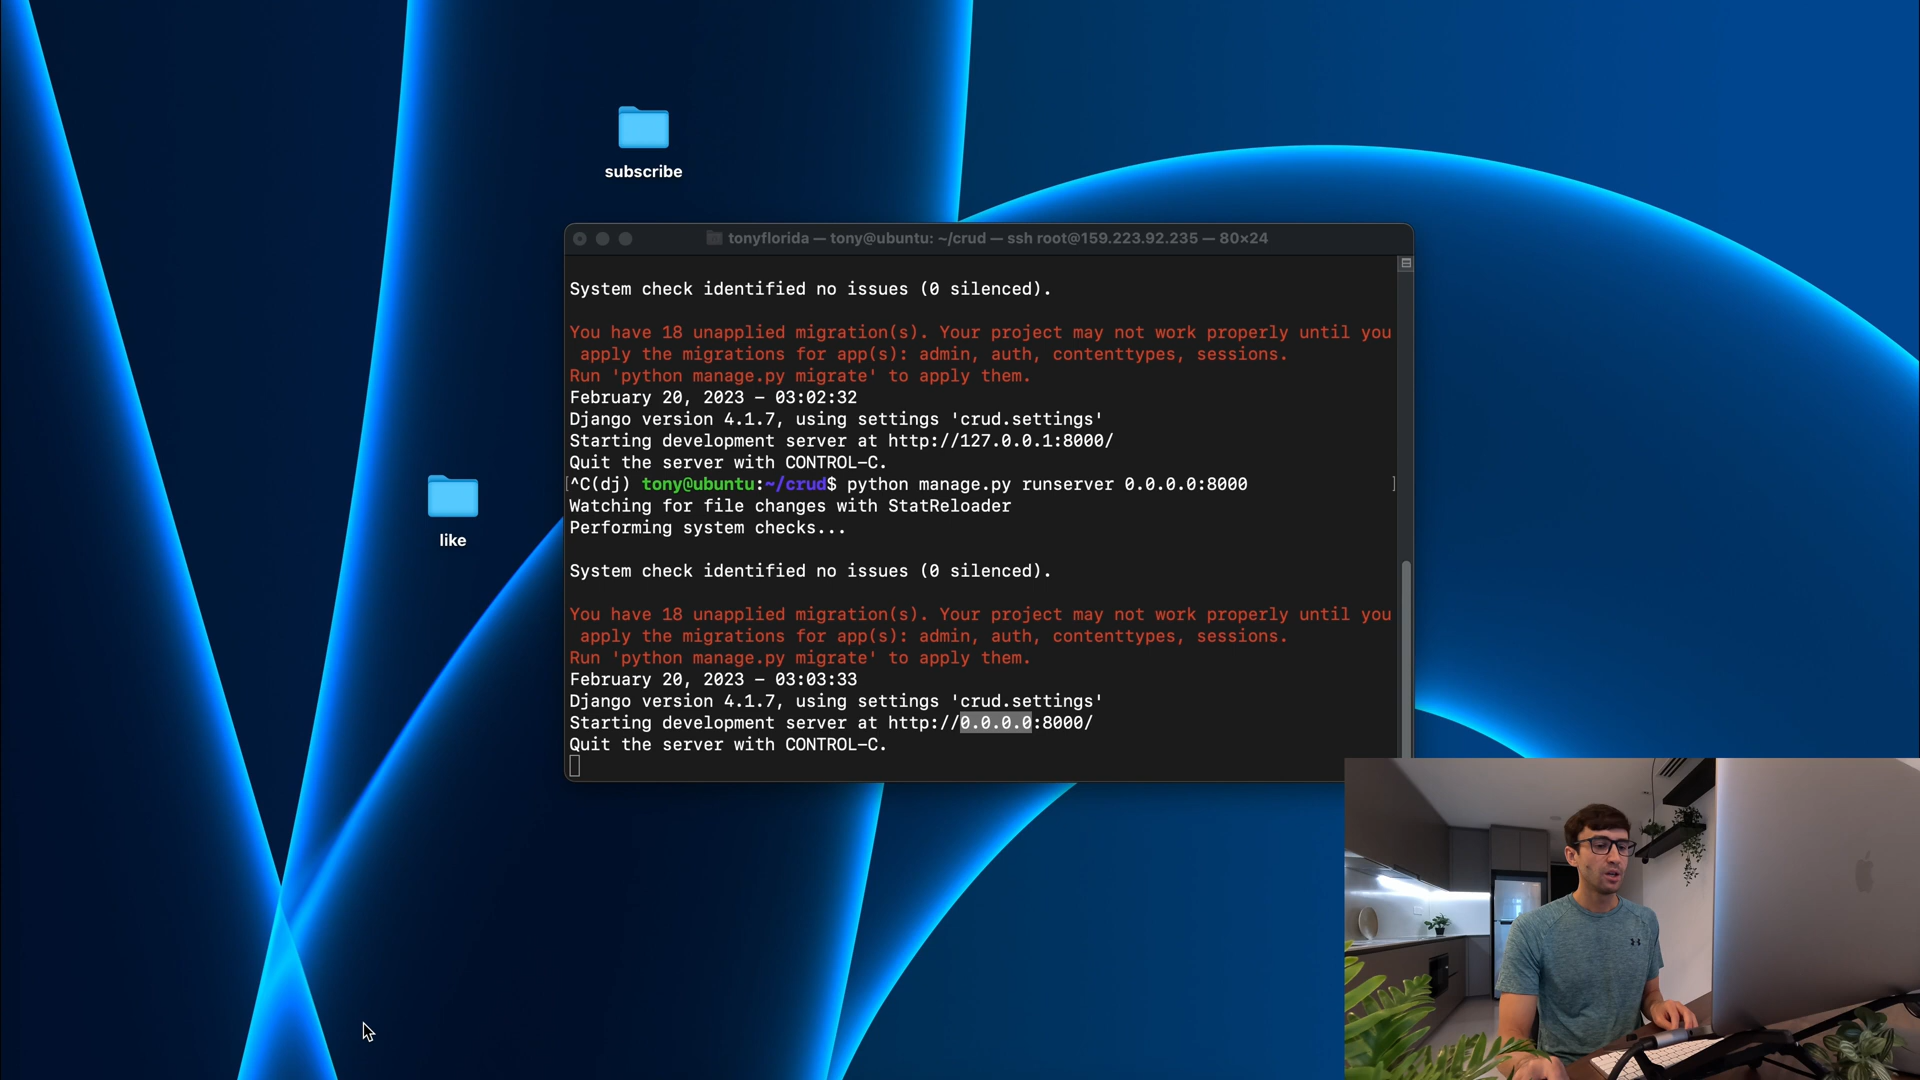 subscribe
like
tonyflorida — tony@ubuntu: ~/crud — ssh root@159.223.92.235 — 80×24
System check identified no issues (0 silenced).
You have 18 unapplied migration(s). Your project may not work properly until you
apply the migrations for app(s): admin, auth, contenttypes, sessions.
Run 'python manage.py migrate' to apply them.
February 20, 2023 - 03:02:32
Django version 4.1.7, using settings 'crud.settings'
Starting development server at http://127.0.0.1:8000/
Quit the server with CONTROL-C.
[^C(dj) tony@ubuntu:~/crud$ python manage.py runserver 0.0.0.0:8000 ]
Watching for file changes with StatReloader
Performing system checks...
System check identified no issues (0 silenced).
You have 18 unapplied migration(s). Your project may not work properly until you
apply the migrations for app(s): admin, auth, contenttypes, sessions.
Run 'python manage.py migrate' to apply them.
February 20, 2023 - 03:03:33
Django version 4.1.7, using settings 'crud.settings'
Starting development server at http://0.0.0.0:8000/
Quit the server with CONTROL-C.